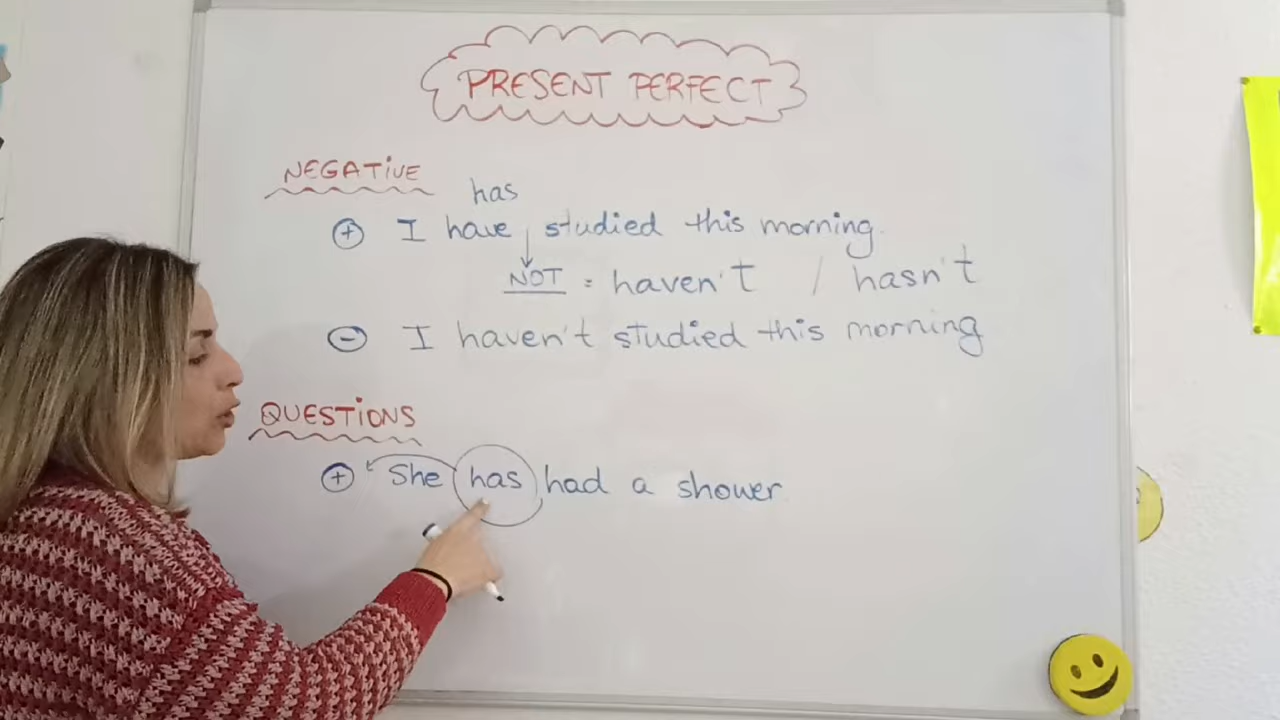 PRESENT PERFECT
NEGATIVE
has
+ I have studied this morning.
NOT = haven't / hasn't
- I haven't studied this morning
QUESTIONS
+ She has had a shower